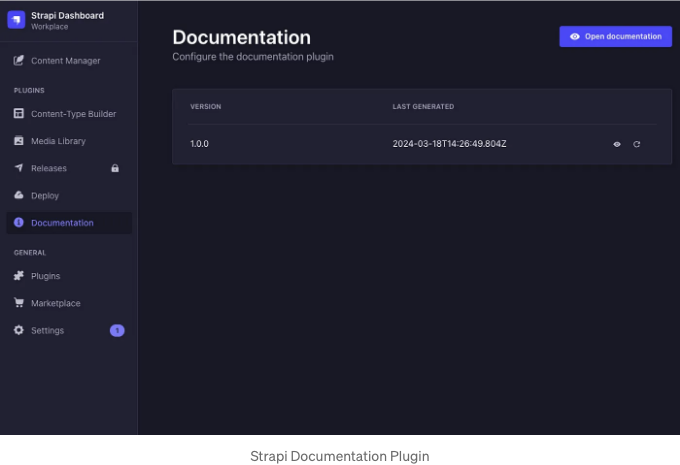 Strapi Dashboard
Workplace
Content Manager
PLUGINS
Content-Type Builder
Media Library
Releases
Deploy
Documentation
GENERAL
Plugins
Marketplace
Settings
1
Documentation
Configure the documentation plugin
Open documentation
VERSION LAST GENERATED
1.0.0 2024-03-18T14:26:49.804Z
Strapi Documentation Plugin